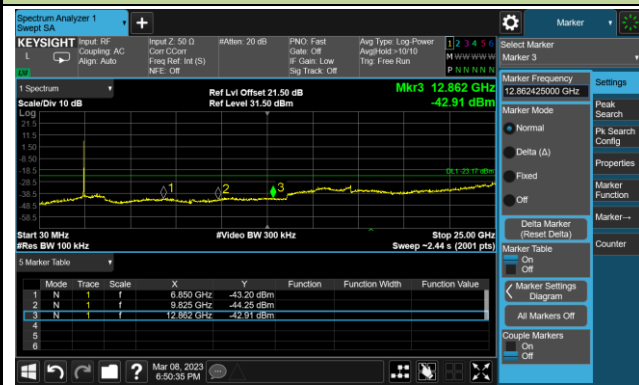 Spectrum Analyzer 1
Swept SA
Marker
KEYSIGHT
Input: RF
Coupling: AC
Align: Auto
Input Z: 50 Ω
Corr CCorr
Freq Ref: Int (S)
NFE: Off
#Atten: 20 dB
PNO: Fast
Gate: Off
IF Gain: Low
Sig Track: Off
Avg Type: Log-Power
Avg|Hold:>10/10
Trig: Free Run
1 2 3 4 5 6
M W W W W W
P N N N N N
L
Select Marker
Marker 3
1 Spectrum
Scale/Div 10 dB
Log
Ref Lvl Offset 21.50 dB
Ref Level 31.50 dBm
Mkr3 12.862 GHz
-42.91 dBm
21.5
11.5
1.50
-8.50
-18.5
-28.5
-38.5
-48.5
-58.5
DL1 -23.17 dBm
1
2
3
Start 30 MHz
#Res BW 100 kHz
#Video BW 300 kHz
Stop 25.00 GHz
Sweep ~2.44 s (2001 pts)
5 Marker Table
Mode Trace Scale X Y Function Function Width Function Value
1 N 1 f 6.850 GHz -43.20 dBm
2 N 1 f 9.825 GHz -44.25 dBm
3 N 1 f 12.862 GHz -42.91 dBm
4
5
6
Marker Frequency
12.862425000 GHz
Marker Mode
Normal
Delta (Δ)
Fixed
Off
Delta Marker
(Reset Delta)
Marker Table
On
Off
Marker Settings
Diagram
All Markers Off
Couple Markers
On
Off
Settings
Peak
Search
Pk Search
Config
Properties
Marker
Function
Marker→
Counter
Mar 08, 2023
6:50:35 PM